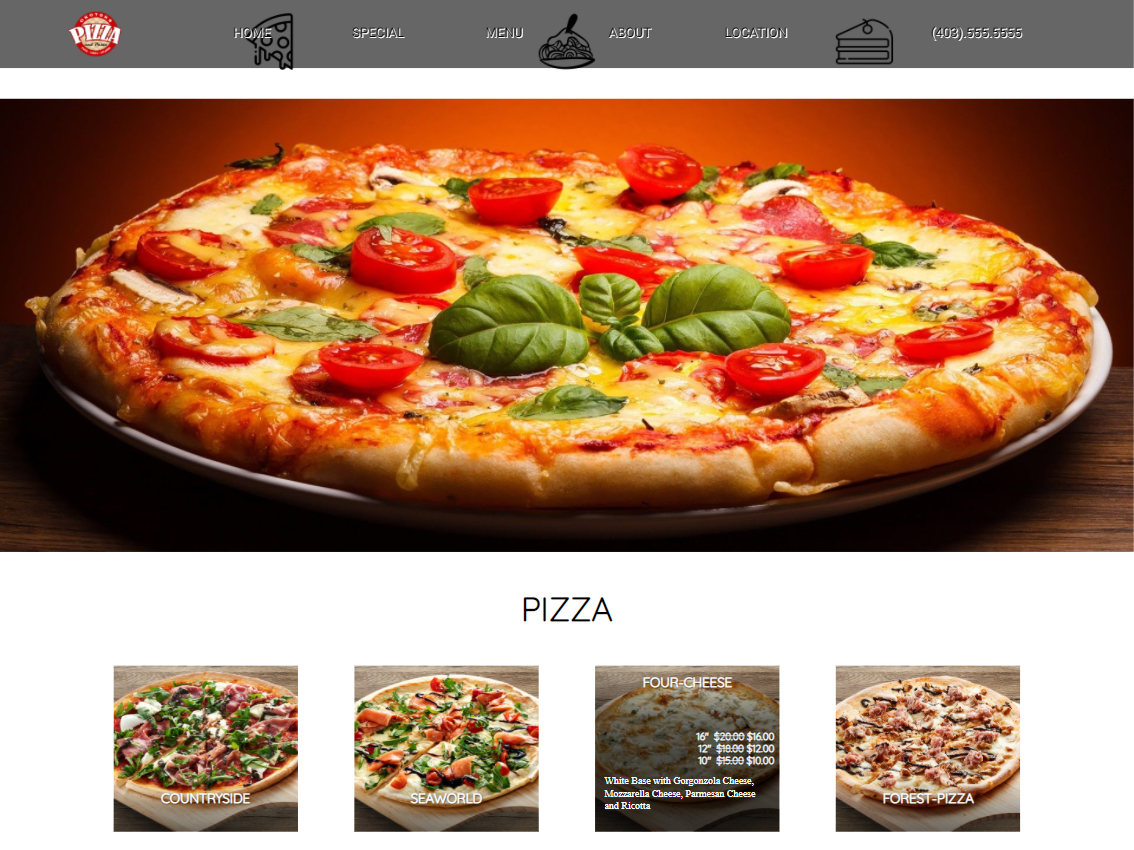 PIZZA
HOME
SPECIAL
MENU
ABOUT
LOCATION
(403).555.5555
PIZZA
COUNTRYSIDE
SEAWORLD
FOUR-CHEESE
16” $20.00 $16.00
12” $18.00 $12.00
10” $15.00 $10.00
White Base with Gorgonzola Cheese,
Mozzarella Cheese, Parmesan Cheese
and Ricotta
FOREST-PIZZA